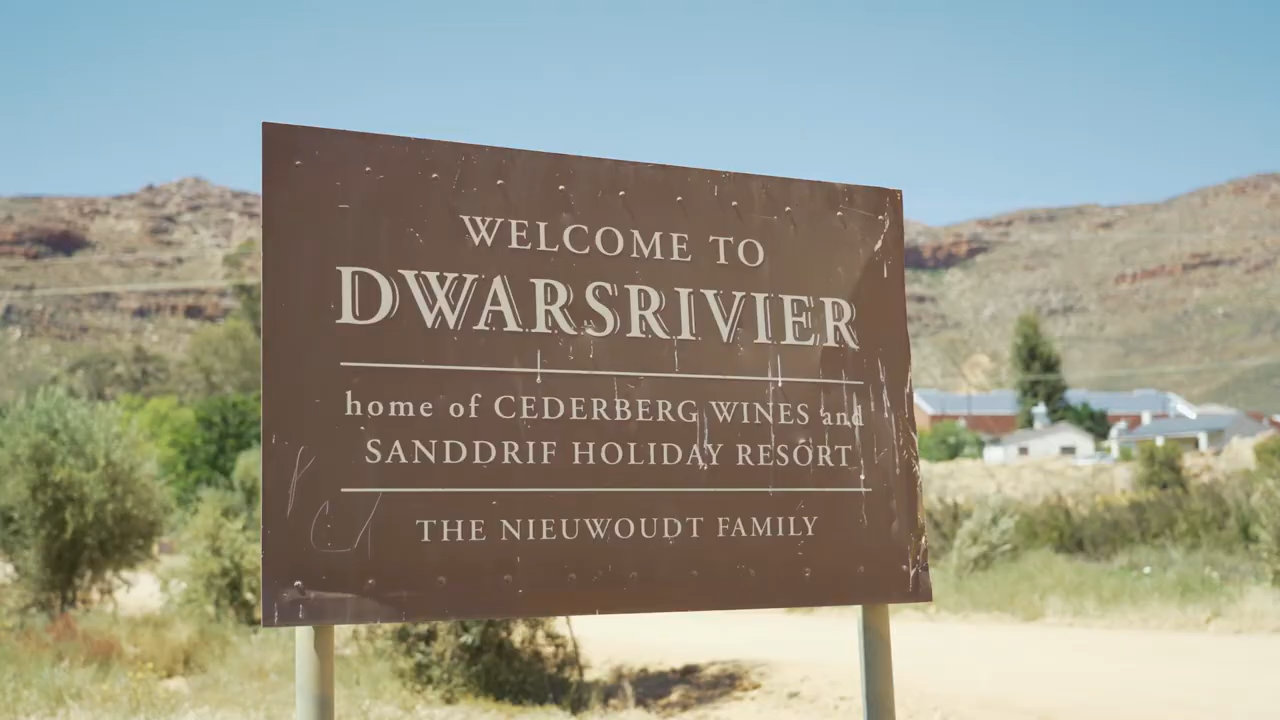 WELCOME TO
DWARSRIVIER
home of CEDERBERG WINES and
SANDDRIF HOLIDAY RESORT
THE NIEUWOUDT FAMILY